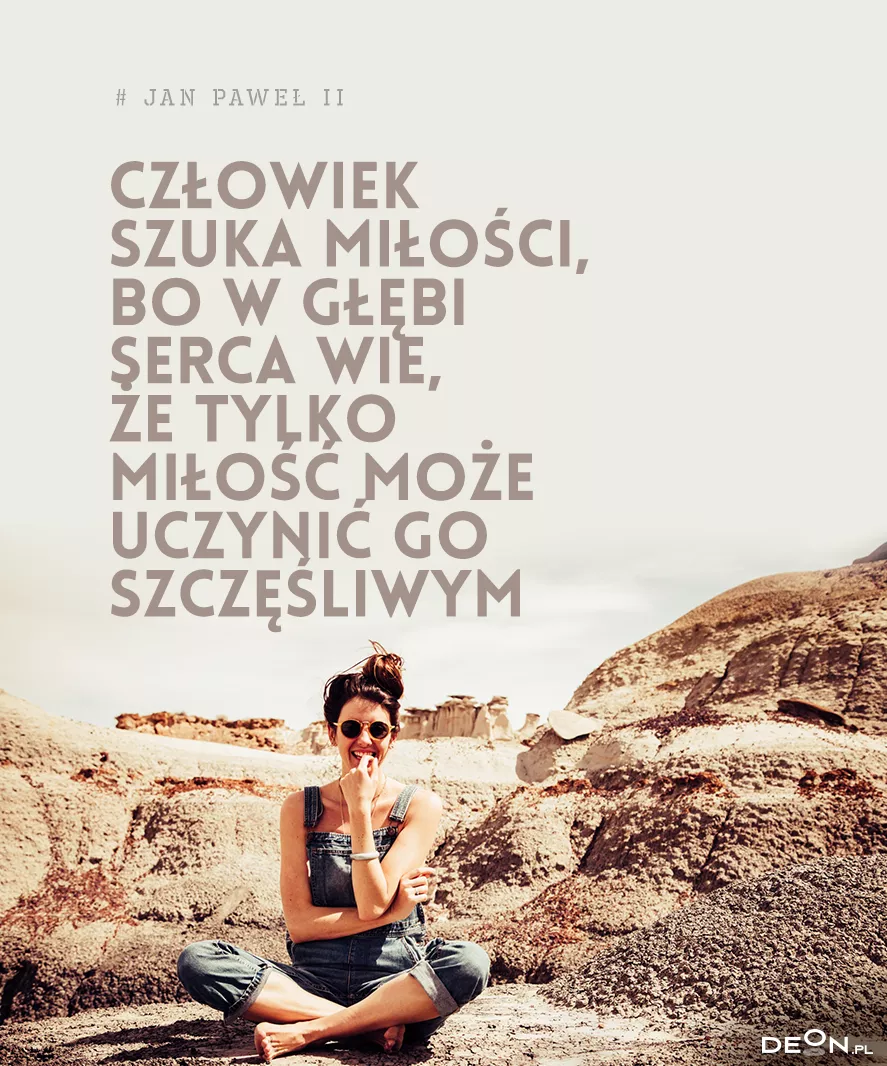 # JAN PAWEŁ II
CZŁOWIEK
SZUKA MIŁOŚCI,
BO W GŁĘBI
SERCA WIE,
ŻE TYLKO
MIŁOŚĆ MOŻE
UCZYNIĆ GO
SZCZĘŚLIWYM
DEON.PL